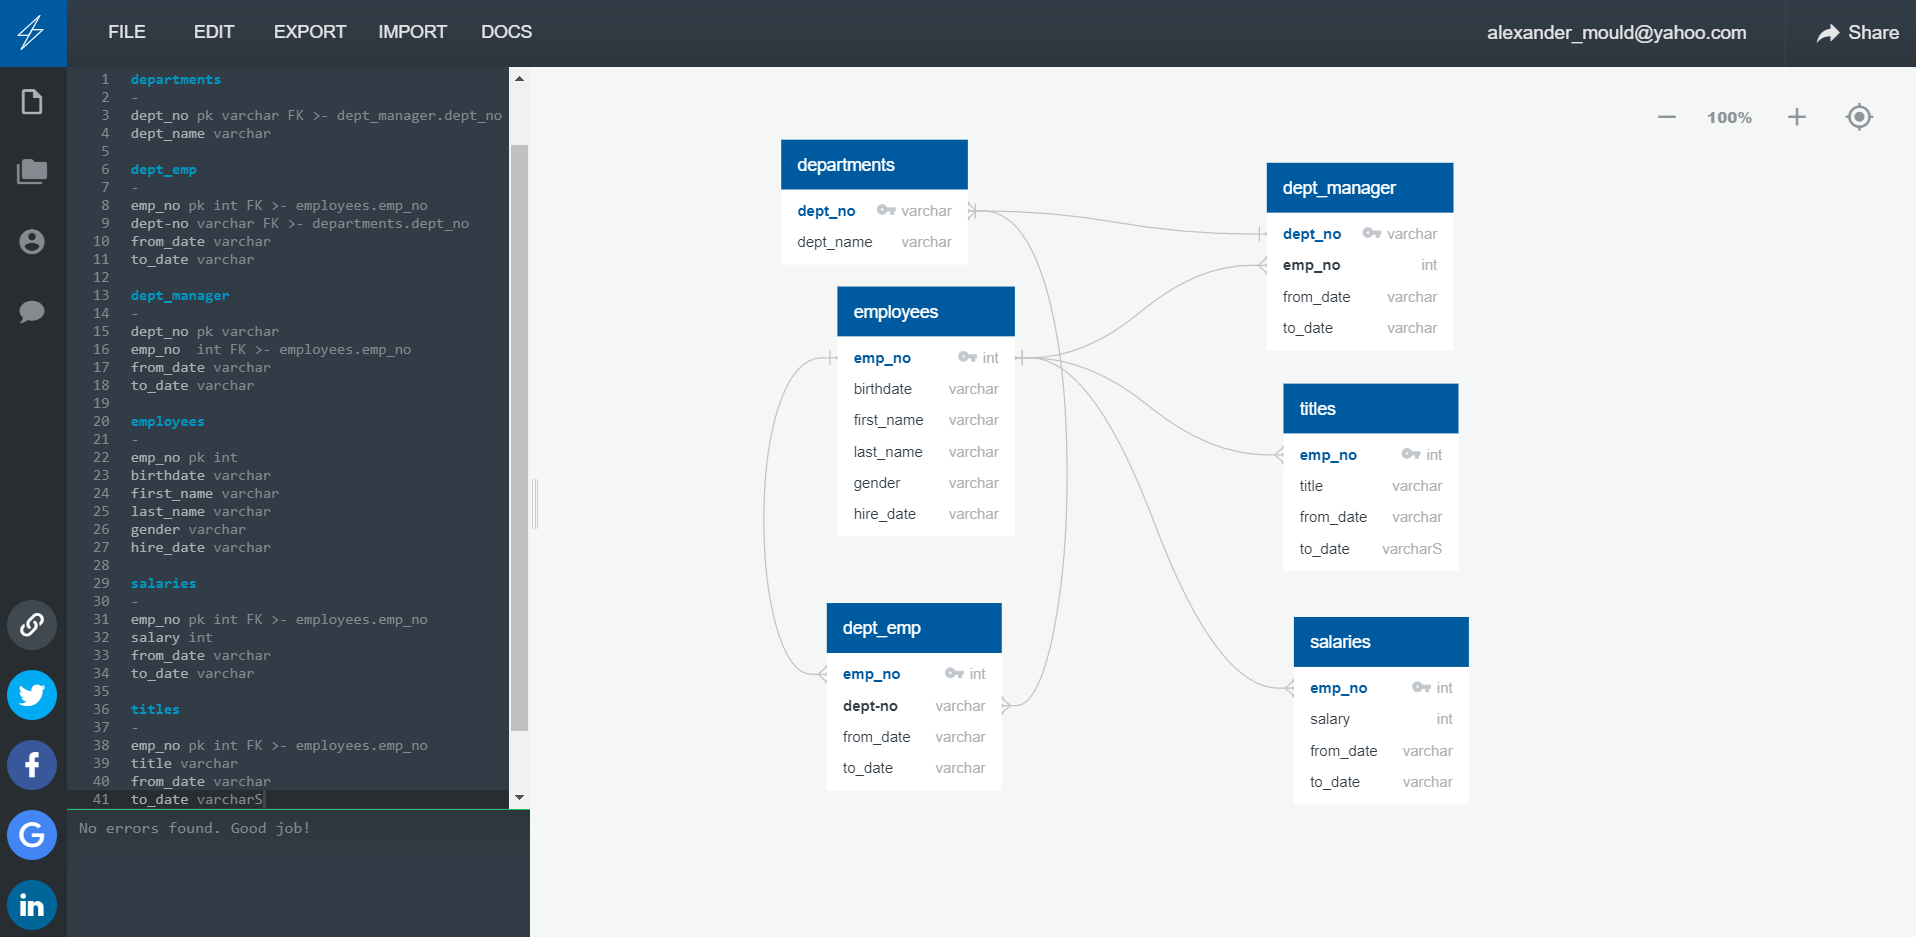 FILE EDIT EXPORT IMPORT DOCS alexander_mould@yahoo.com Share
1 departments
2 -
3 dept_no pk varchar FK >- dept_manager.dept_no
4 dept_name varchar
5
6 dept_emp
7 -
8 emp_no pk int FK >- employees.emp_no
9 dept-no varchar FK >- departments.dept_no
10 from_date varchar
11 to_date varchar
12
13 dept_manager
14 -
15 dept_no pk varchar
16 emp_no  int FK >- employees.emp_no
17 from_date varchar
18 to_date varchar
19
20 employees
21 -
22 emp_no pk int
23 birthdate varchar
24 first_name varchar
25 last_name varchar
26 gender varchar
27 hire_date varchar
28
29 salaries
30 -
31 emp_no pk int FK >- employees.emp_no
32 salary int
33 from_date varchar
34 to_date varchar
35
36 titles
37 -
38 emp_no pk int FK >- employees.emp_no
39 title varchar
40 from_date varchar
41 to_date varcharS
No errors found. Good job!
100%
departments
dept_no varchar
dept_name varchar
employees
emp_no int
birthdate varchar
first_name varchar
last_name varchar
gender varchar
hire_date varchar
dept_emp
emp_no int
dept-no varchar
from_date varchar
to_date varchar
dept_manager
dept_no varchar
emp_no int
from_date varchar
to_date varchar
titles
emp_no int
title varchar
from_date varchar
to_date varcharS
salaries
emp_no int
salary int
from_date varchar
to_date varchar
f
G
in